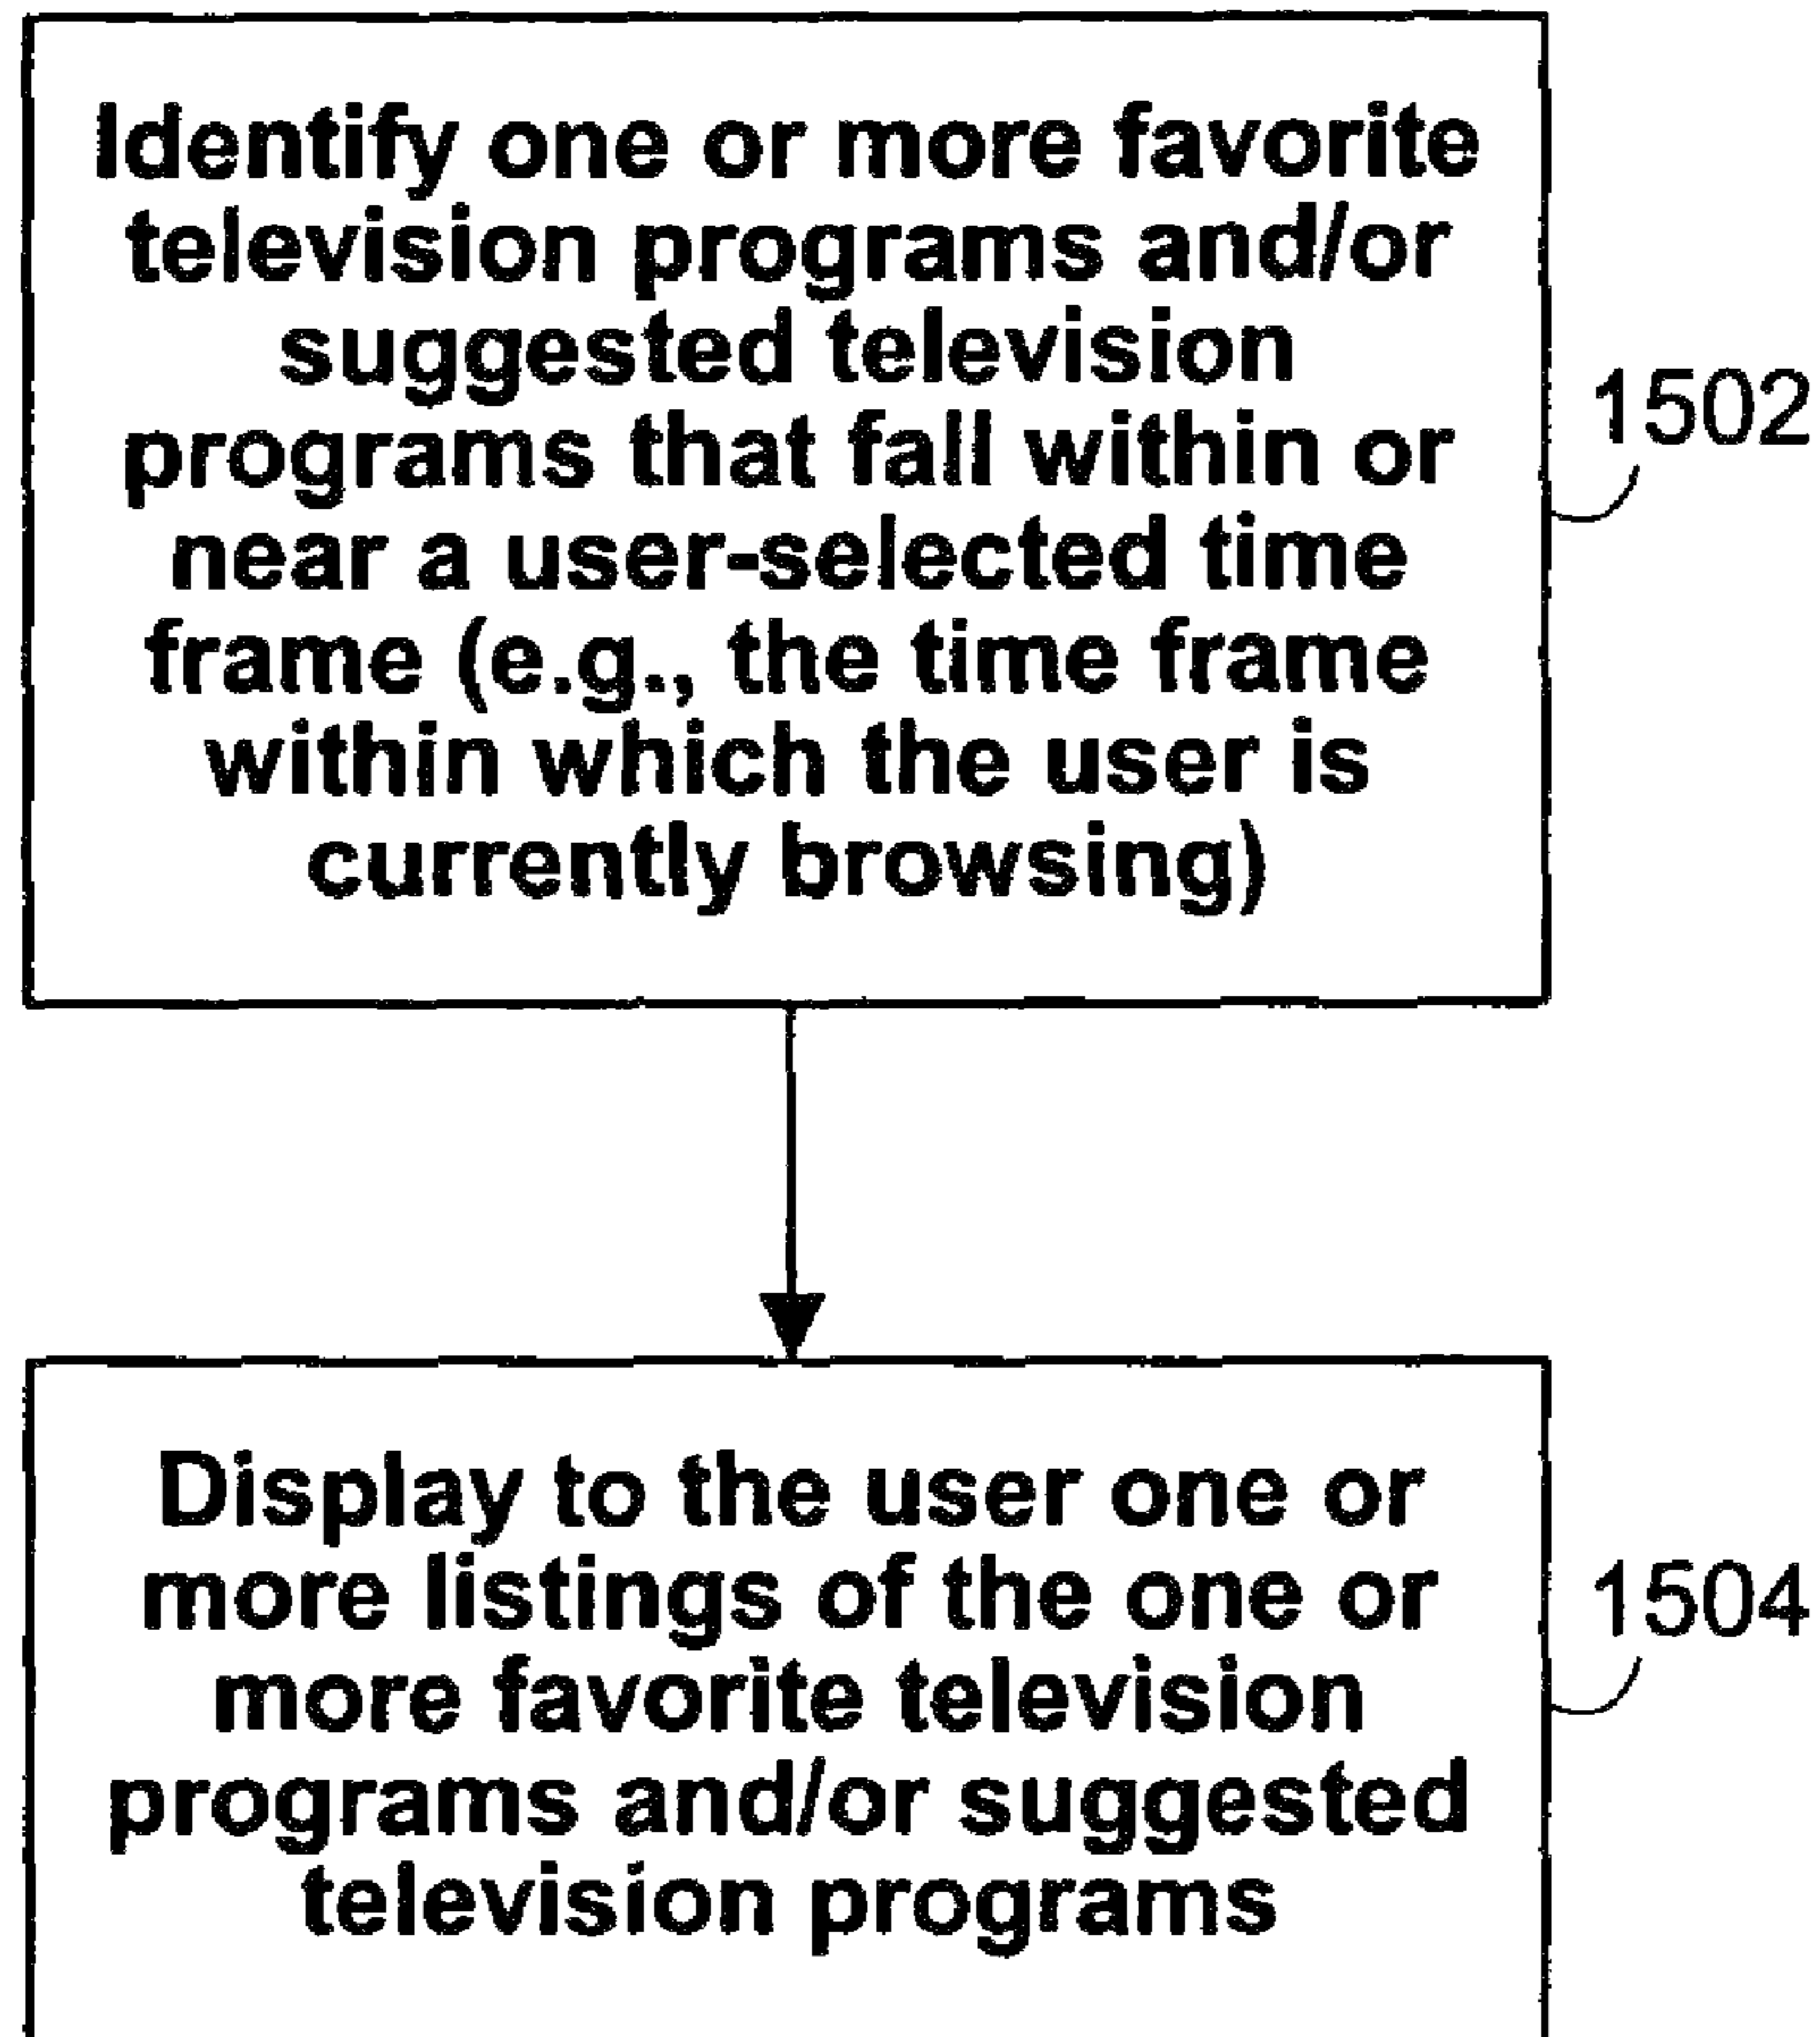 Identify one or more favorite
television programs and/or
suggested television
programs that fall within or
near a user-selected time
frame (e.g., the time frame
within which the user is
currently browsing)
1502
Display to the user one or
more listings of the one or
more favorite television
programs and/or suggested
television programs
1504